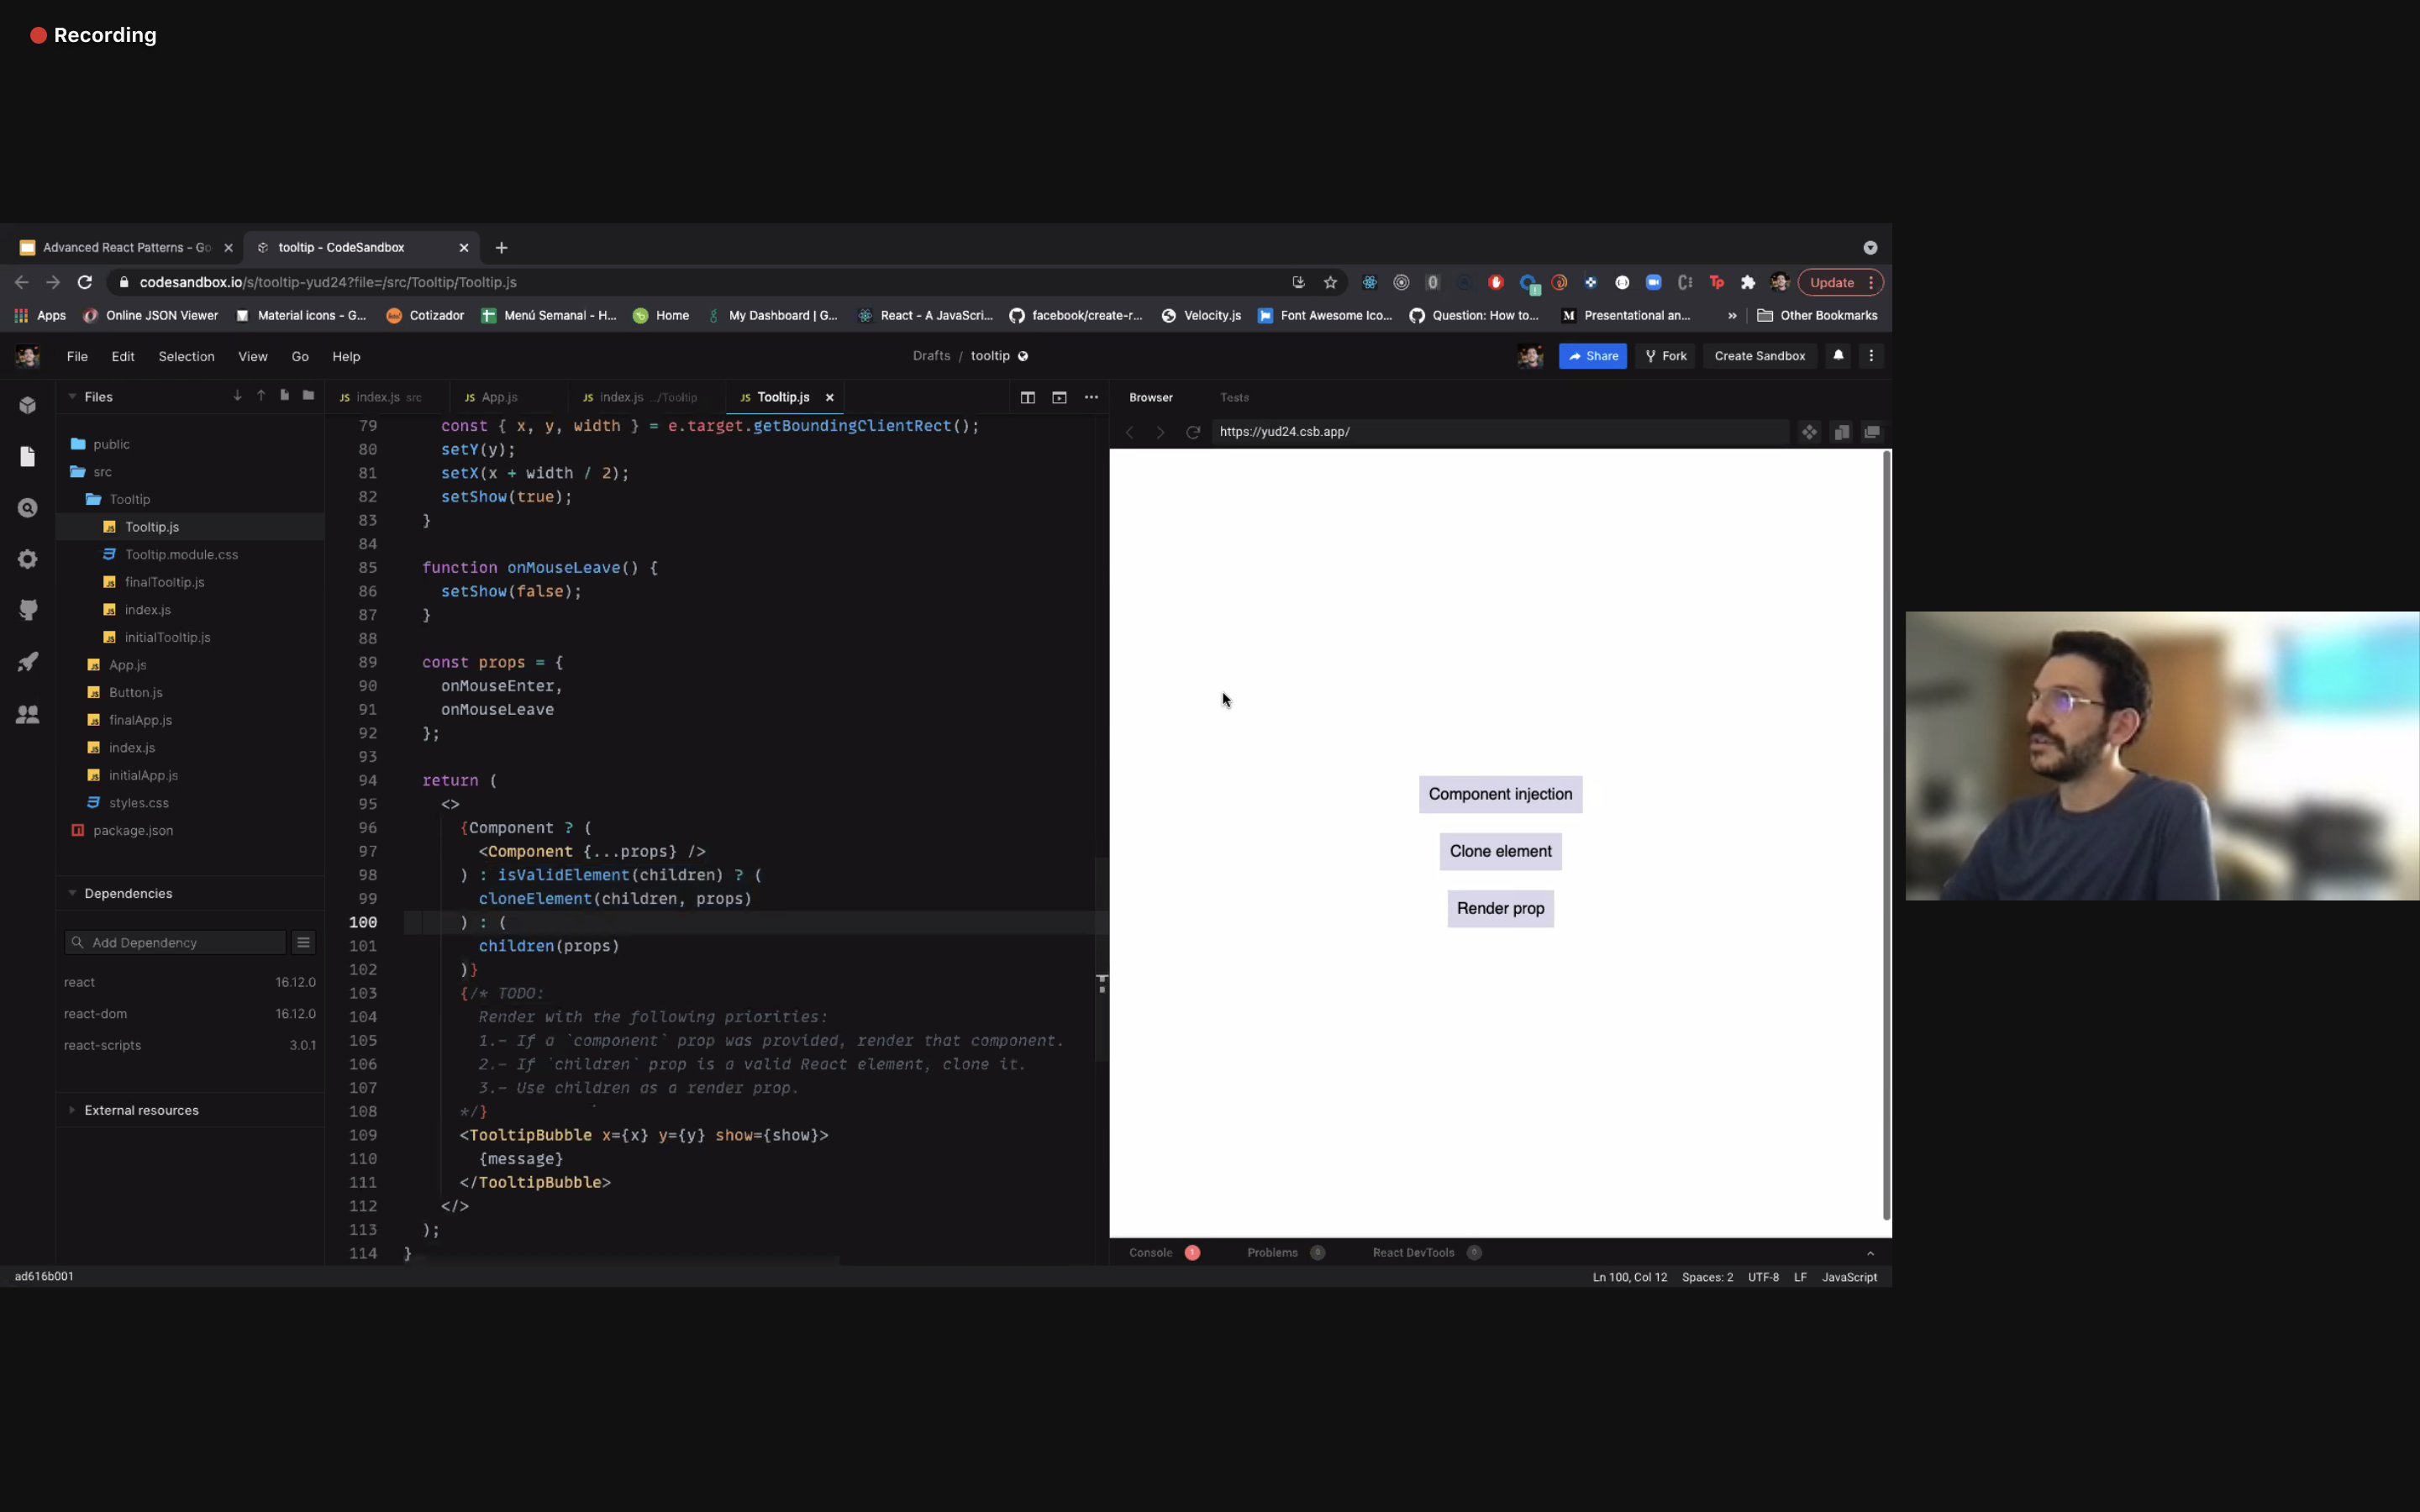 Recording
Advanced React Patterns - Go
tooltip - CodeSandbox
codesandbox.io/s/tooltip-yud24?file=/src/Tooltip/Tooltip.js
Update
Apps
Online JSON Viewer
Material icons - G...
Cotizador
Menú Semanal - H...
Home
My Dashboard | G...
React - A JavaScri...
facebook/create-r...
Velocity.js
Font Awesome Ico...
Question: How to...
Presentational an...
»
Other Bookmarks
File Edit Selection View Go Help
Drafts / tooltip
Share
Fork
Create Sandbox
Files
public
src
Tooltip
Tooltip.js
Tooltip.module.css
finalTooltip.js
index.js
initialTooltip.js
App.js
Button.js
finalApp.js
index.js
initialApp.js
styles.css
package.json
Dependencies
Add Dependency
react 16.12.0
react-dom 16.12.0
react-scripts 3.0.1
External resources
JS index.js src
JS App.js
JS index.js .../Tooltip
JS Tooltip.js
79 const { x, y, width } = e.target.getBoundingClientRect();
80 setY(y);
81 setX(x + width / 2);
82 setShow(true);
83 }
84
85 function onMouseLeave() {
86 setShow(false);
87 }
88
89 const props = {
90 onMouseEnter,
91 onMouseLeave
92 };
93
94 return (
95 <>
96 {Component ? (
97 <Component {...props} />
98 ) : isValidElement(children) ? (
99 cloneElement(children, props)
100 ) : (
101 children(props)
102 )}
103 {/* TODO:
104 Render with the following priorities:
105 1.- If a `component` prop was provided, render that component.
106 2.- If `children` prop is a valid React element, clone it.
107 3.- Use children as a render prop.
108 */}
109 <TooltipBubble x={x} y={y} show={show}>
110 {message}
111 </TooltipBubble>
112 </>
113 );
114 }
Browser
Tests
https://yud24.csb.app/
Component injection
Clone element
Render prop
Console 1
Problems 0
React DevTools 0
ad616b001
Ln 100, Col 12 Spaces: 2 UTF-8 LF JavaScript